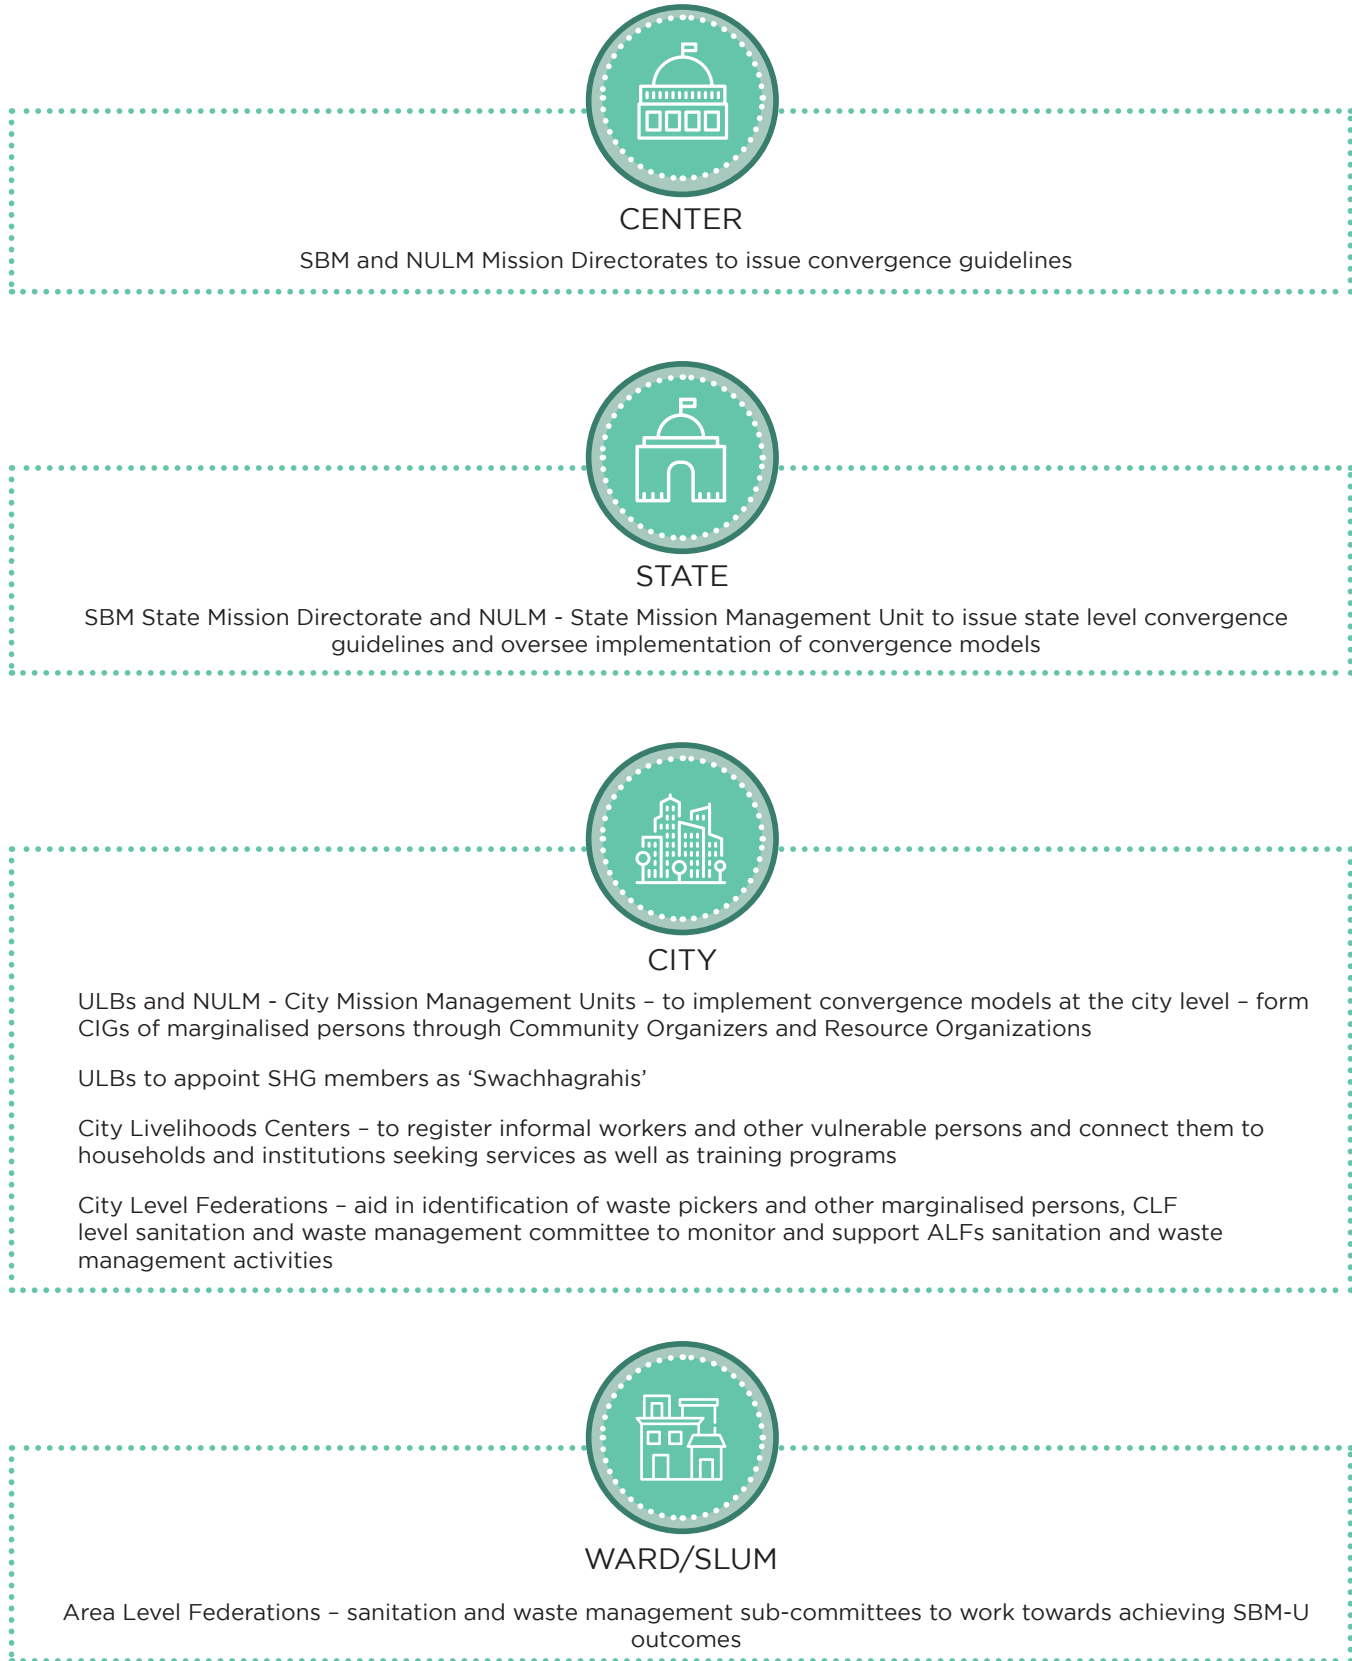 CENTER
SBM and NULM Mission Directorates to issue convergence guidelines
STATE
SBM State Mission Directorate and NULM - State Mission Management Unit to issue state level convergence
guidelines and oversee implementation of convergence models
CITY
ULBs and NULM - City Mission Management Units – to implement convergence models at the city level – form
CIGs of marginalised persons through Community Organizers and Resource Organizations
ULBs to appoint SHG members as ‘Swachhagrahis’
City Livelihoods Centers – to register informal workers and other vulnerable persons and connect them to
households and institutions seeking services as well as training programs
City Level Federations – aid in identification of waste pickers and other marginalised persons, CLF
level sanitation and waste management committee to monitor and support ALFs sanitation and waste
management activities
WARD/SLUM
Area Level Federations – sanitation and waste management sub-committees to work towards achieving SBM-U
outcomes